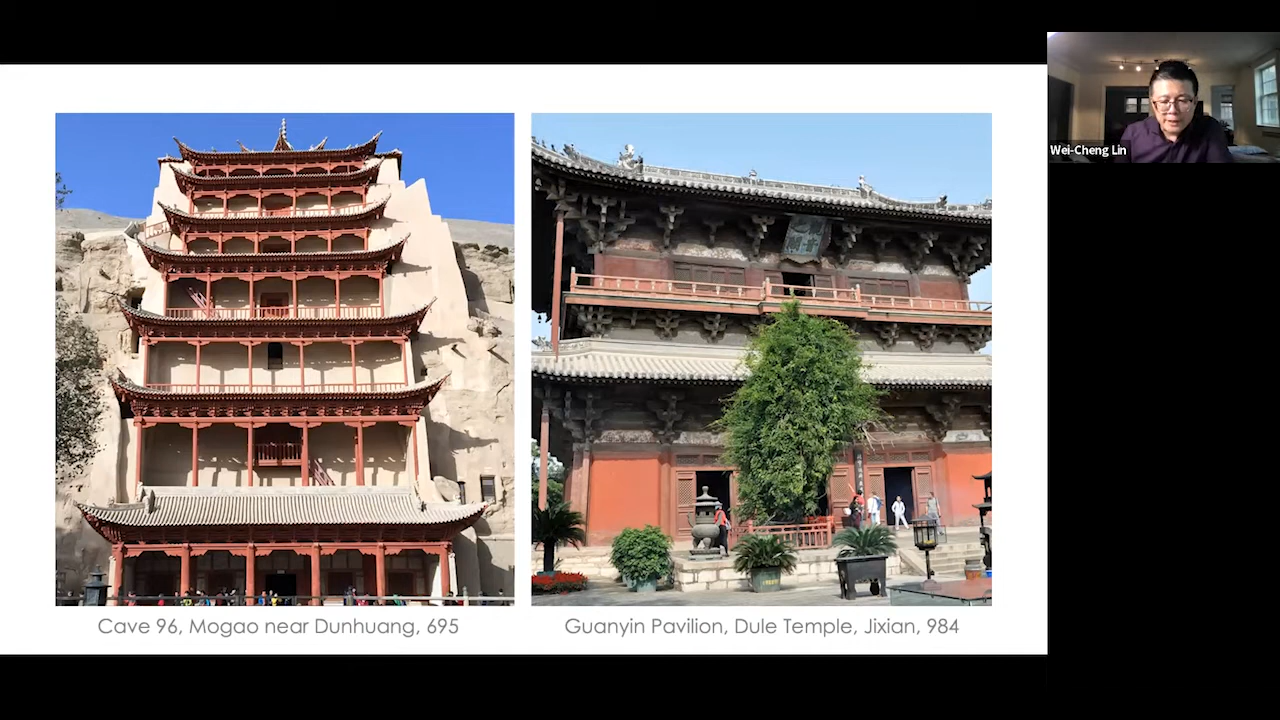 Wei-Cheng Lin
Cave 96, Mogao near Dunhuang, 695
Guanyin Pavilion, Dule Temple, Jixian, 984